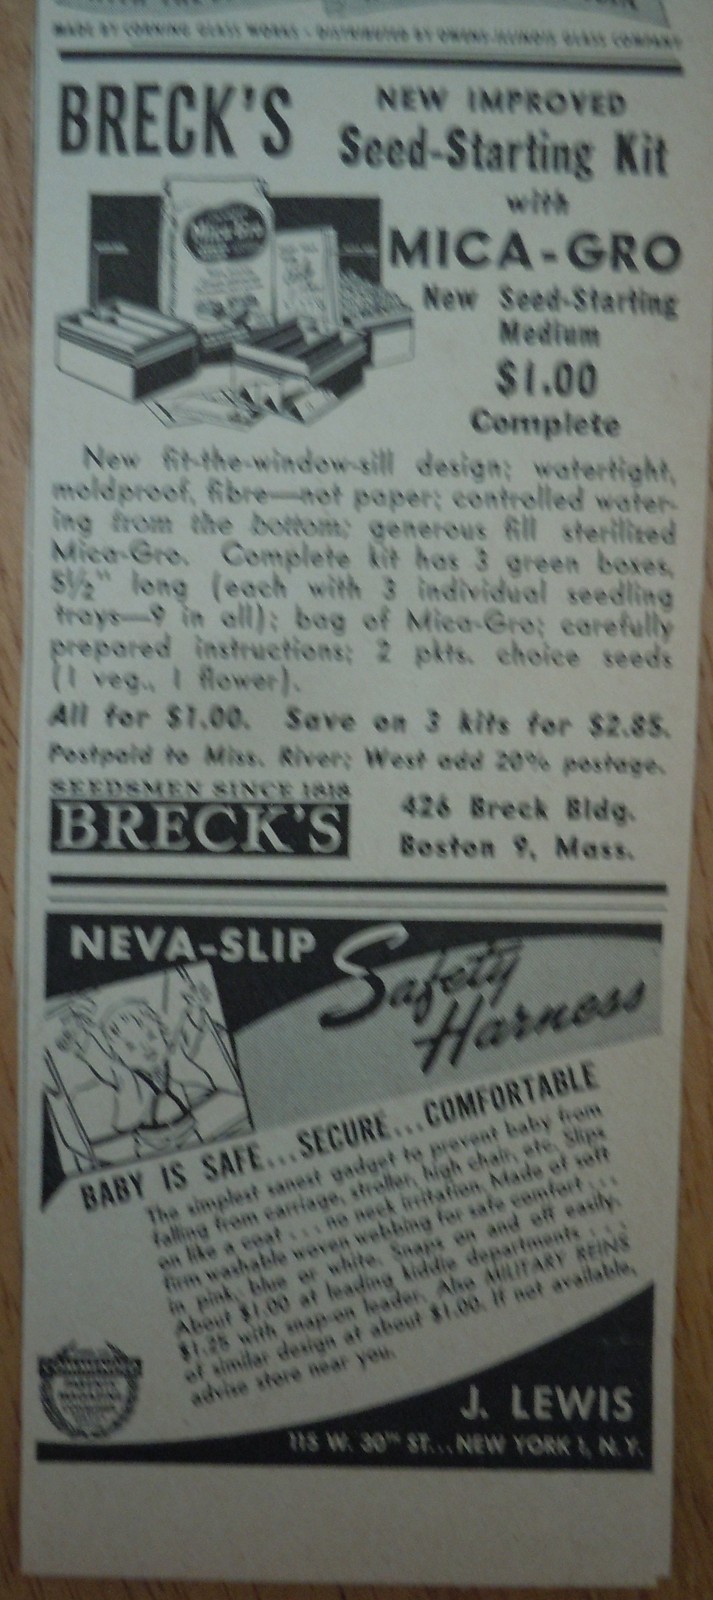 MADE BY CORNING GLASS WORKS - DISTRIBUTED BY OWENS-ILLINOIS GLASS COMPANY
BRECK'S
NEW IMPROVED
Seed-Starting Kit
with
MICA-GRO
New Seed-Starting
Medium
$1.00
Complete
Mica-Gro
New fit-the-window-sill design; watertight,
moldproof, fibre—not paper; controlled water-
ing from the bottom; generous fill sterilized
Mica-Gro. Complete kit has 3 green boxes,
5½" long (each with 3 individual seedling
trays—9 in all); bag of Mica-Gro; carefully
prepared instructions; 2 pkts. choice seeds
(1 veg., 1 flower).
All for $1.00. Save on 3 kits for $2.85.
Postpaid to Miss. River; West add 20% postage.
SEEDSMEN SINCE 1818
BRECK'S
426 Breck Bldg.
Boston 9, Mass.
NEVA-SLIP
Safety
Harness
BABY IS SAFE...SECURE...COMFORTABLE
The simplest sanest gadget to prevent baby from
falling from carriage, stroller, high chair, etc. Slips
on like a coat . . . no neck irritation. Made of soft
firm washable woven webbing for safe comfort . . .
in pink, blue or white. Snaps on and off easily.
About $1.00 at leading kiddie departments . . .
$1.25 with snap-on leader. Also MILITARY REINS
of similar design at about $1.00. If not available,
advise store near you.
COMMENDED
J. LEWIS
115 W. 30TH ST...NEW YORK 1, N.Y.